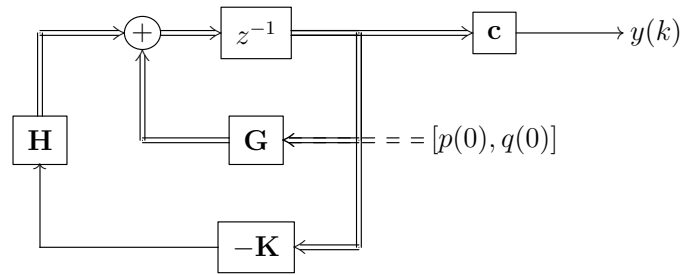 + z⁻¹ c y(k)
H G [p(0), q(0)]
−K